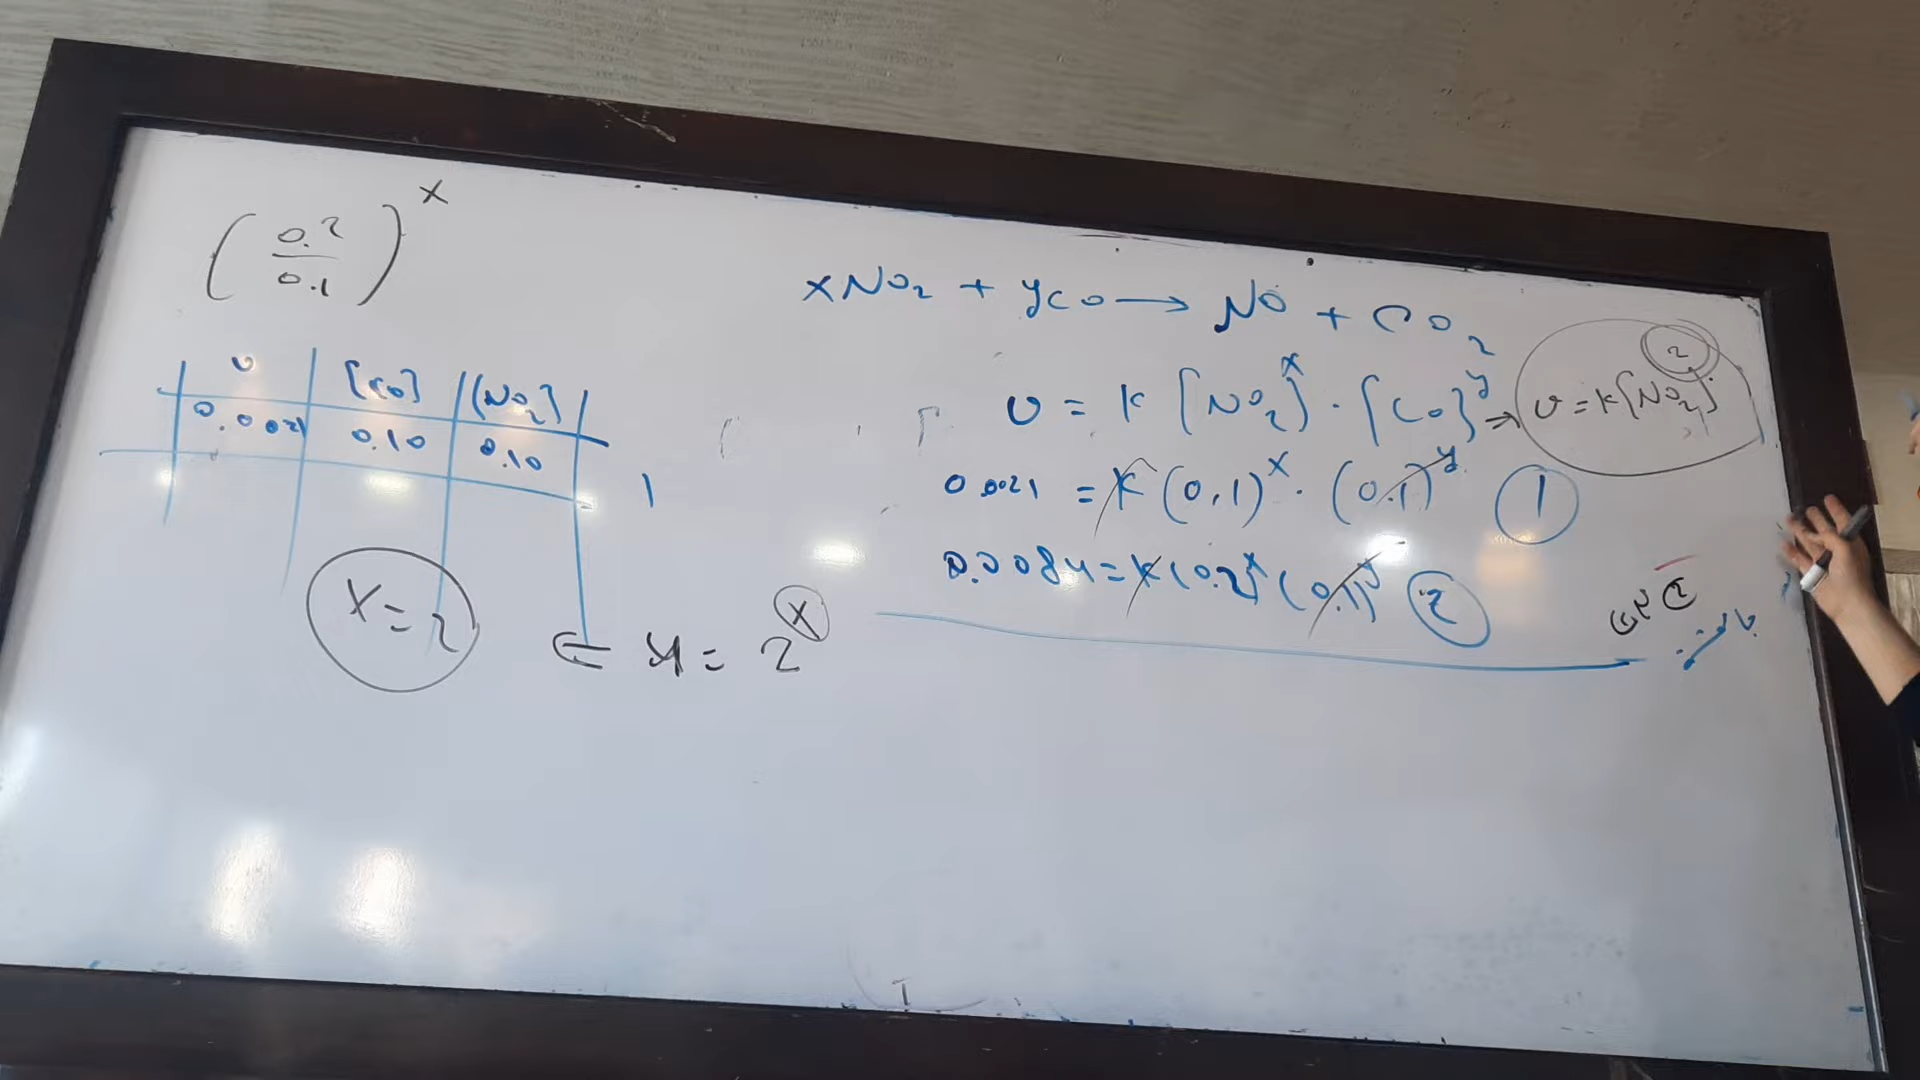 (0.2/0.1)^x
xNO₂ + yCO → NO + CO₂
υ [CO] [NO₂]
0.0021 0.10 0.10
1
υ = K [NO₂]^x · [CO]^y → υ = K[NO₂]²
0.0021 = K (0,1)^x · (0.1)^y ①
0.0084 = K (0.2)^x (0.1)^y ②
x = 2 ⇐ 4 = 2^x